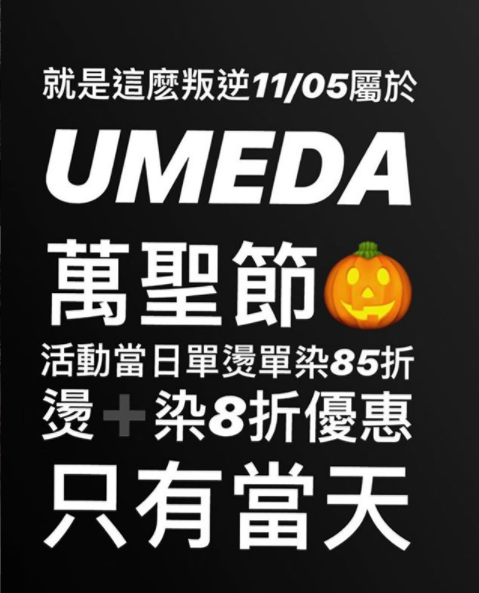 就是這麽叛逆11/05屬於
UMEDA
萬聖節🎃
活動當日單燙單染85折
燙➕染8折優惠
只有當天